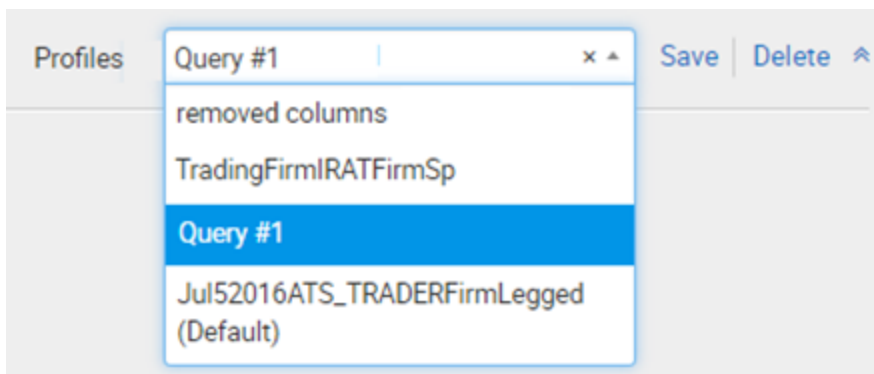 Profiles Query #1 × Save Delete
removed columns
TradingFirmIRATFirmSp
Query #1
Jul52016ATS_TRADERFirmLegged
(Default)